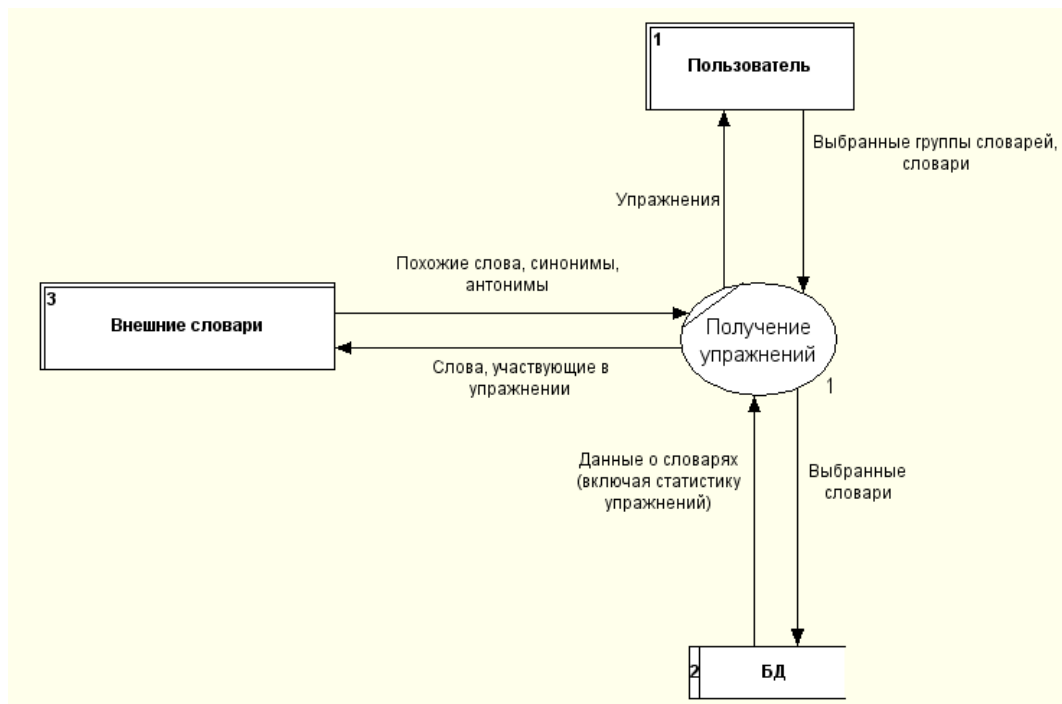 1
Пользователь
Выбранные группы словарей,
словари
Упражнения
Похожие слова, синонимы,
антонимы
3
Внешние словари
Получение
упражнений
1
Слова, участвующие в
упражнении
Данные о словарях
(включая статистику
упражнений)
Выбранные
словари
2
БД